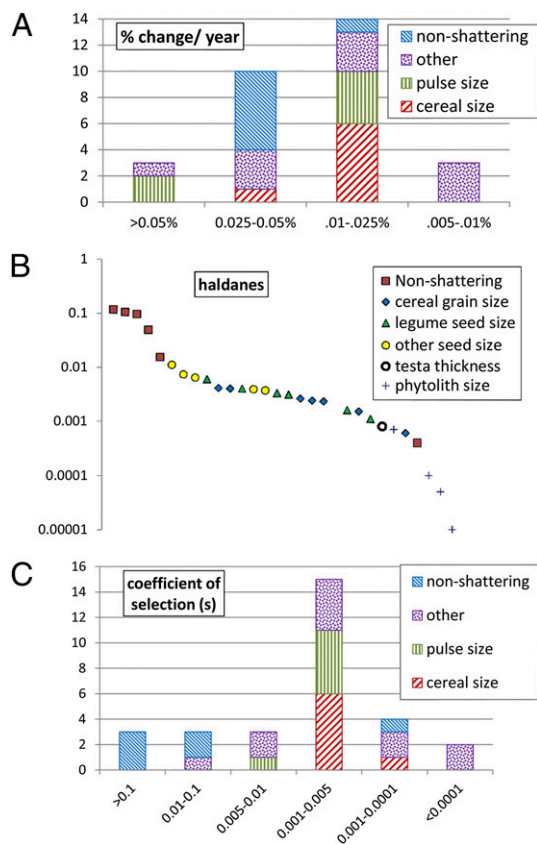 A
% change/ year
14
12
10
8
6
4
2
0
non-shattering
other
pulse size
cereal size
>0.05%
0.025-0.05%
.01-.025%
.005-.01%
B
haldanes
1
0.1
0.01
0.001
0.0001
0.00001
Non-shattering
cereal grain size
legume seed size
other seed size
testa thickness
phytolith size
C
coefficient of
selection (s)
16
14
12
10
8
6
4
2
0
non-shattering
other
pulse size
cereal size
>0.1
0.01-0.1
0.005-0.01
0.001-0.005
0.001-0.0001
<0.0001